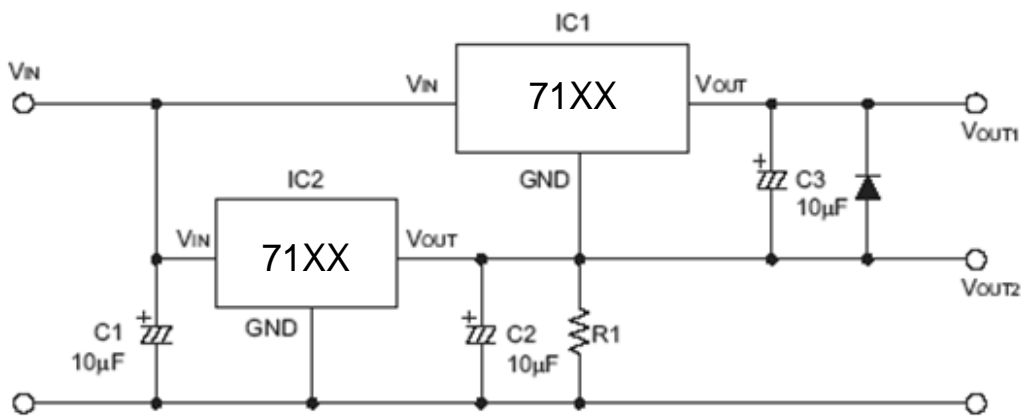 IC1
VIN
VIN
71XX
VOUT
VOUT1
GND
C3
10μF
IC2
VIN
71XX
VOUT
VOUT2
GND
C1
10μF
C2
10μF
R1